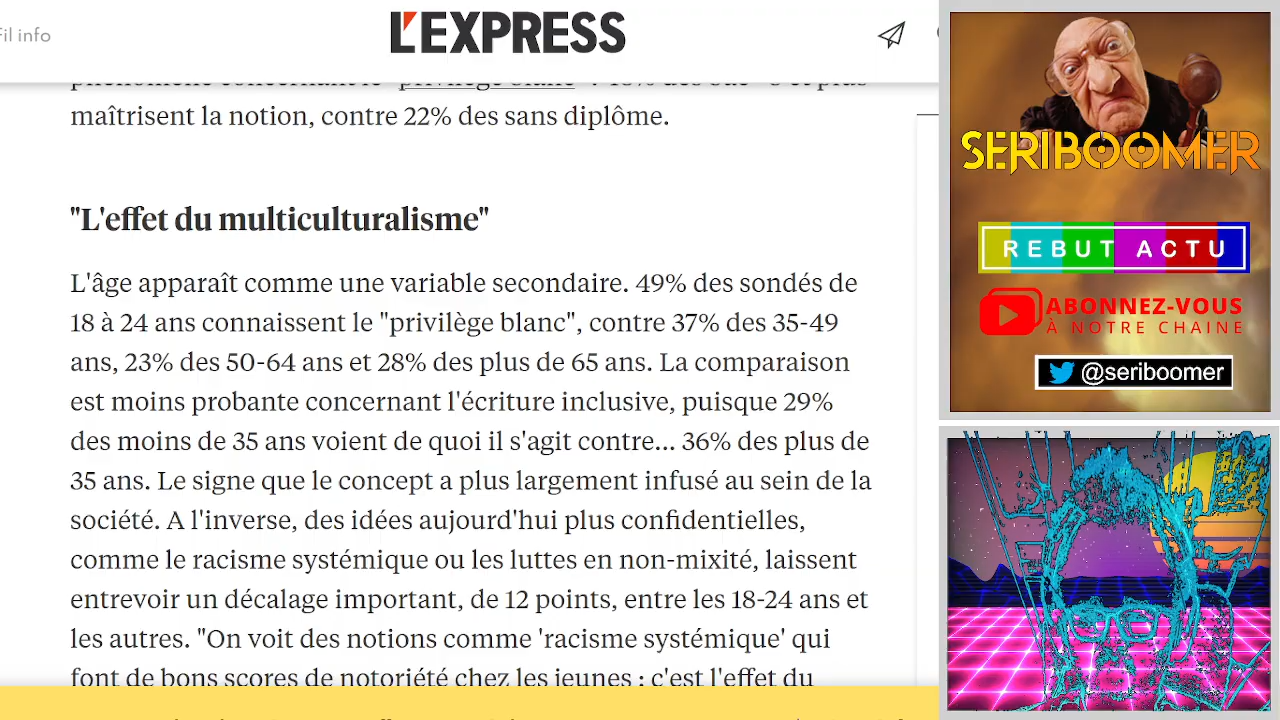 Fil info
L'EXPRESS
maîtrisent la notion, contre 22% des sans diplôme.
"L'effet du multiculturalisme"
L'âge apparaît comme une variable secondaire. 49% des sondés de
18 à 24 ans connaissent le "privilège blanc", contre 37% des 35-49
ans, 23% des 50-64 ans et 28% des plus de 65 ans. La comparaison
est moins probante concernant l'écriture inclusive, puisque 29%
des moins de 35 ans voient de quoi il s'agit contre... 36% des plus de
35 ans. Le signe que le concept a plus largement infusé au sein de la
société. A l'inverse, des idées aujourd'hui plus confidentielles,
comme le racisme systémique ou les luttes en non-mixité, laissent
entrevoir un décalage important, de 12 points, entre les 18-24 ans et
les autres. "On voit des notions comme 'racisme systémique' qui
font de bons scores de notoriété chez les jeunes : c'est l'effet du
SERIBOOMER
REBUT ACTU
ABONNEZ-VOUS
À NOTRE CHAINE
@seriboomer